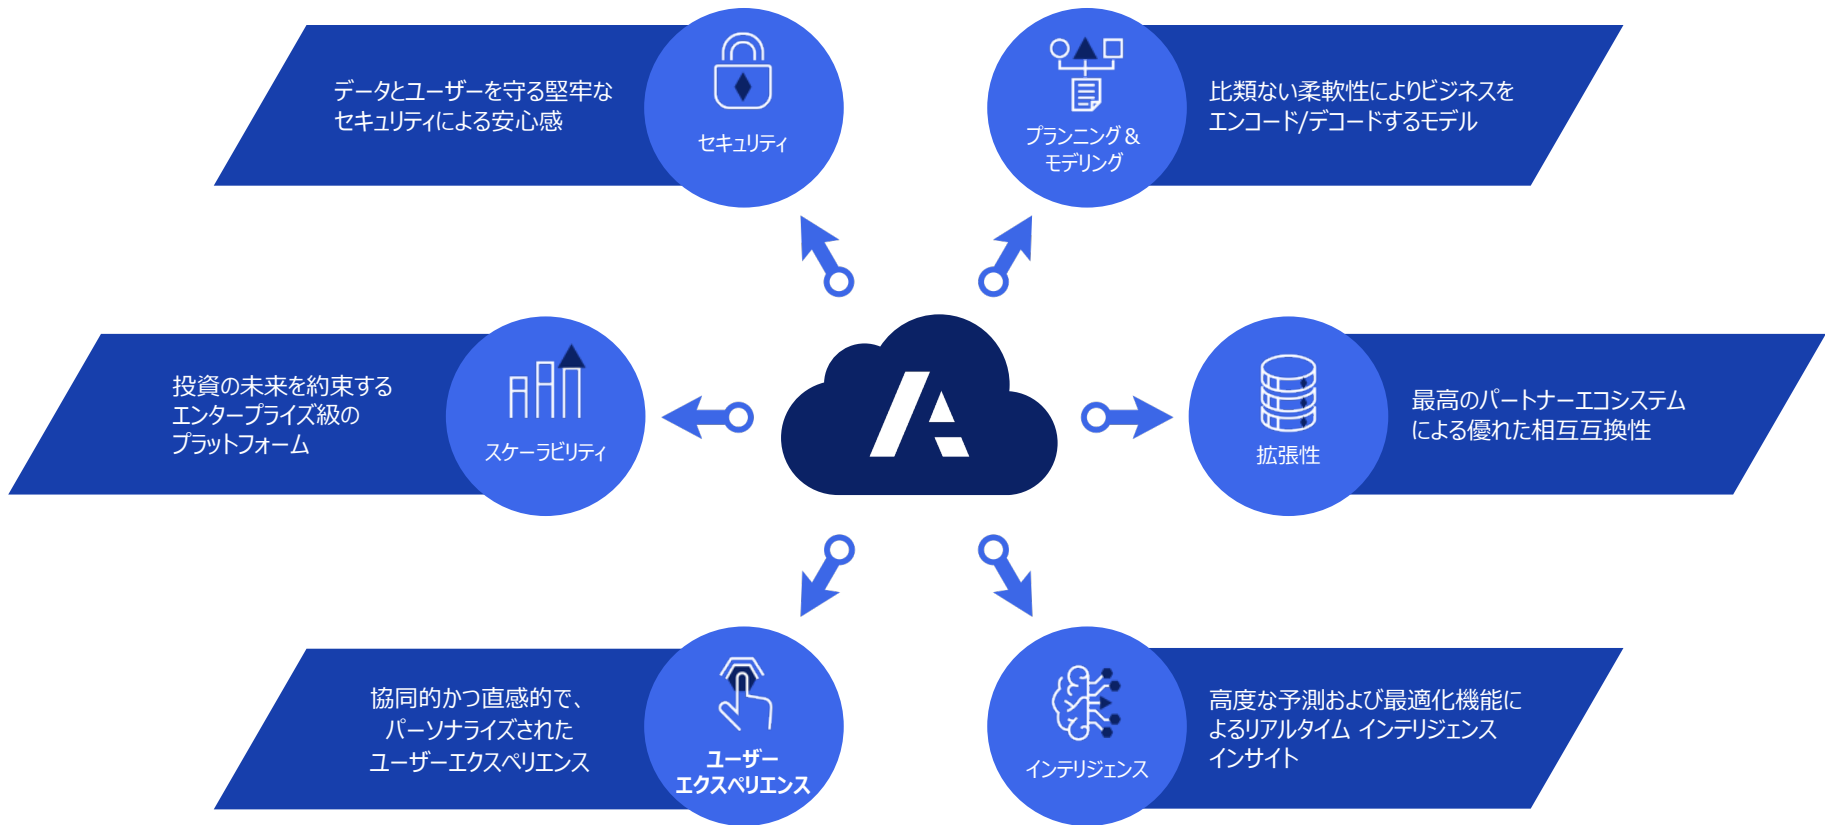 データとユーザーを守る堅牢な
セキュリティによる安心感
セキュリティ
プランニング＆
モデリング
比類ない柔軟性によりビジネスを
エンコード/デコードするモデル
投資の未来を約束する
エンタープライズ級の
プラットフォーム
スケーラビリティ
拡張性
最高のパートナーエコシステム
による優れた相互互換性
協同的かつ直感的で、
パーソナライズされた
ユーザーエクスペリエンス
ユーザー
エクスペリエンス
インテリジェンス
高度な予測および最適化機能に
よるリアルタイム インテリジェンス
インサイト